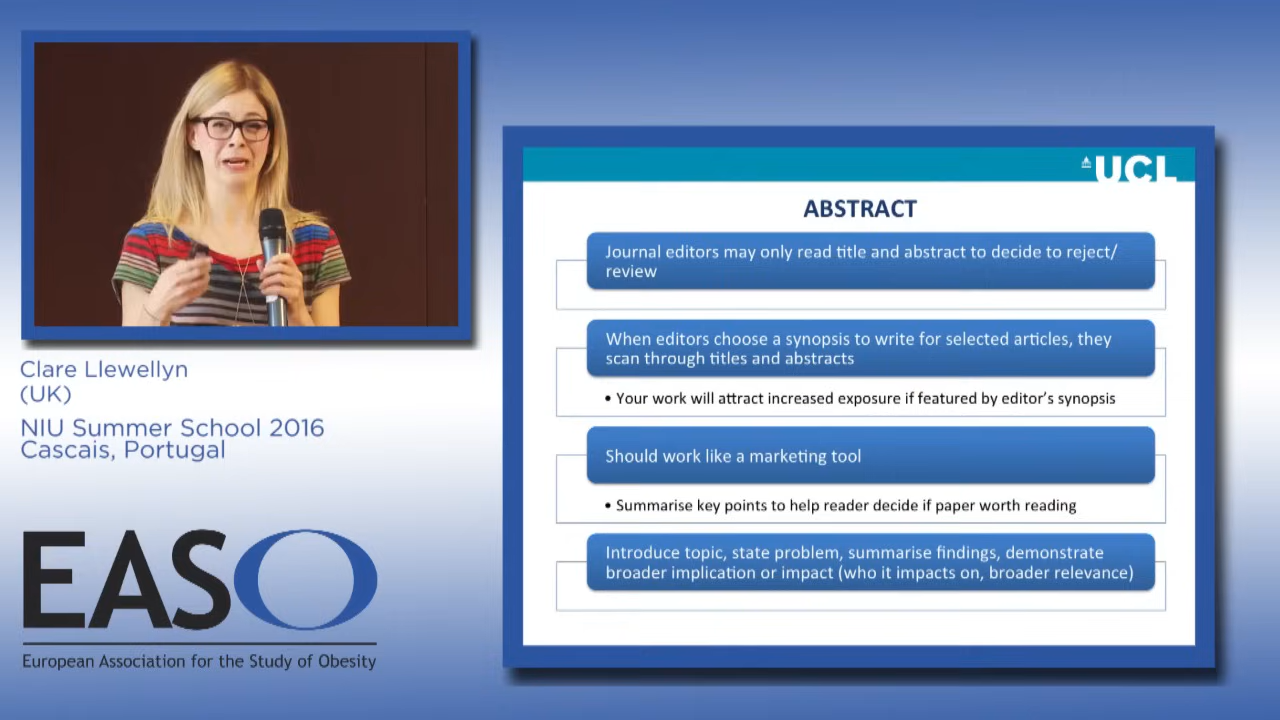 Clare Llewellyn
(UK)
NIU Summer School 2016
Cascais, Portugal
EASO
European Association for the Study of Obesity
UCL
ABSTRACT
Journal editors may only read title and abstract to decide to reject/
review
When editors choose a synopsis to write for selected articles, they
scan through titles and abstracts
• Your work will attract increased exposure if featured by editor's synopsis
Should work like a marketing tool
• Summarise key points to help reader decide if paper worth reading
Introduce topic, state problem, summarise findings, demonstrate
broader implication or impact (who it impacts on, broader relevance)